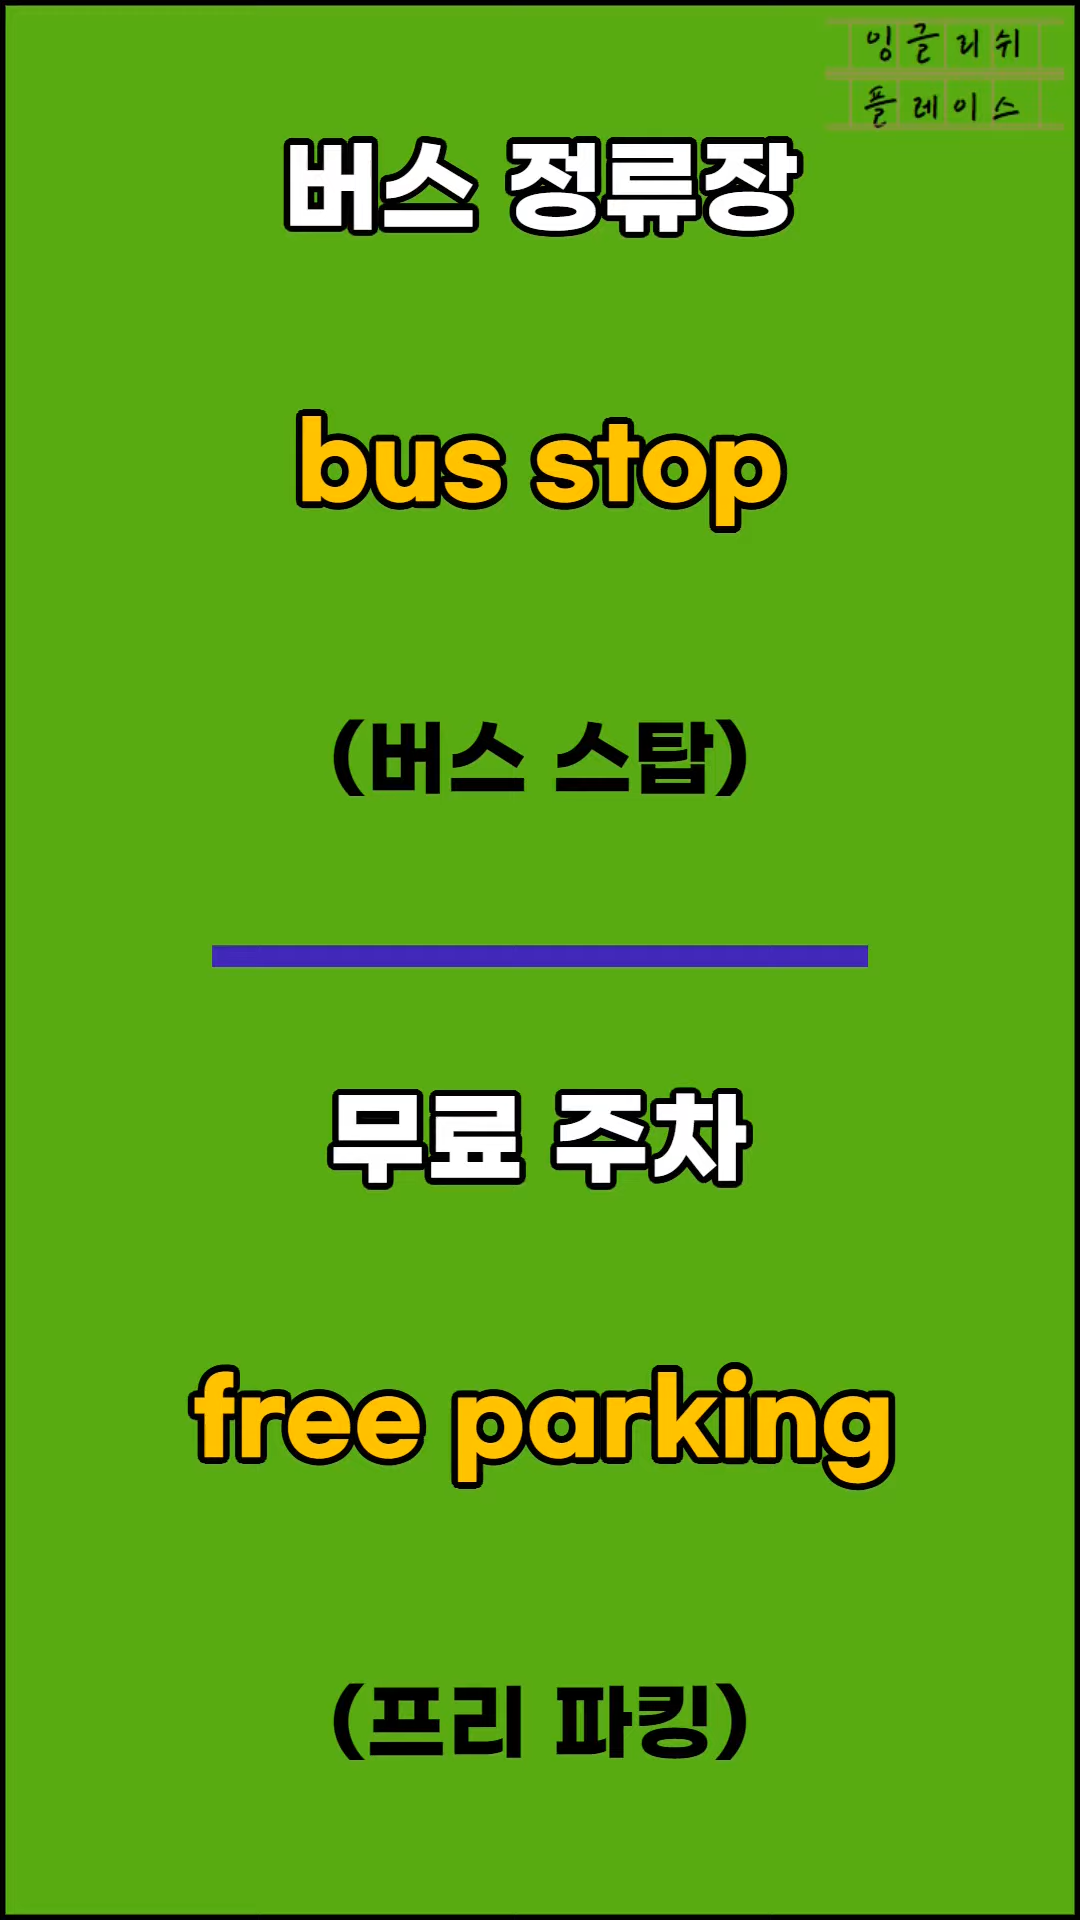 잉글리쉬
플레이스
버스 정류장
bus stop
(버스 스탑)
무료 주차
free parking
(프리 파킹)